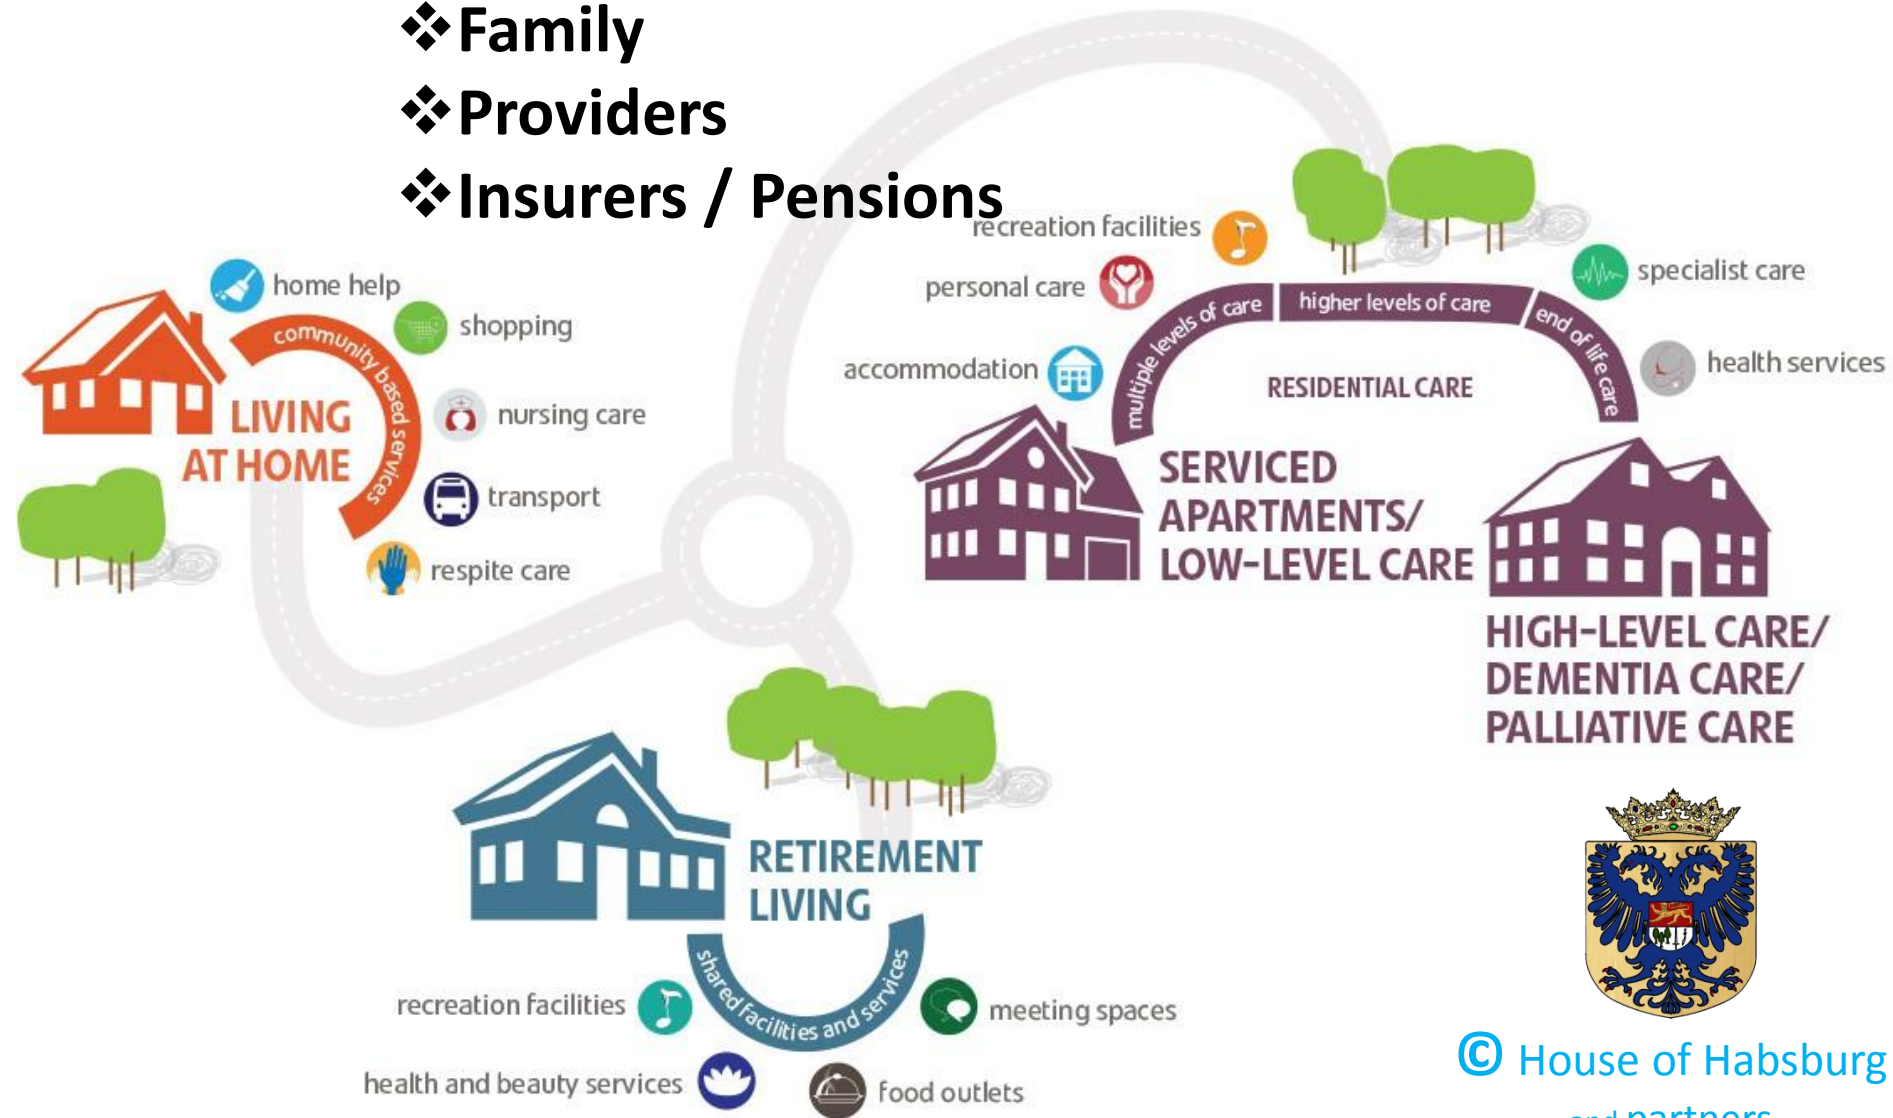 ❖Family
❖Providers
❖Insurers / Pensions
home help
shopping
nursing care
transport
respite care
community based services
LIVING
AT HOME
recreation facilities
personal care
accommodation
multiple levels of care
higher levels of care
end of life care
specialist care
health services
RESIDENTIAL CARE
SERVICED
APARTMENTS/
LOW-LEVEL CARE
HIGH-LEVEL CARE/
DEMENTIA CARE/
PALLIATIVE CARE
RETIREMENT
LIVING
shared facilities and services
recreation facilities
meeting spaces
health and beauty services
food outlets
© House of Habsburg
and partners